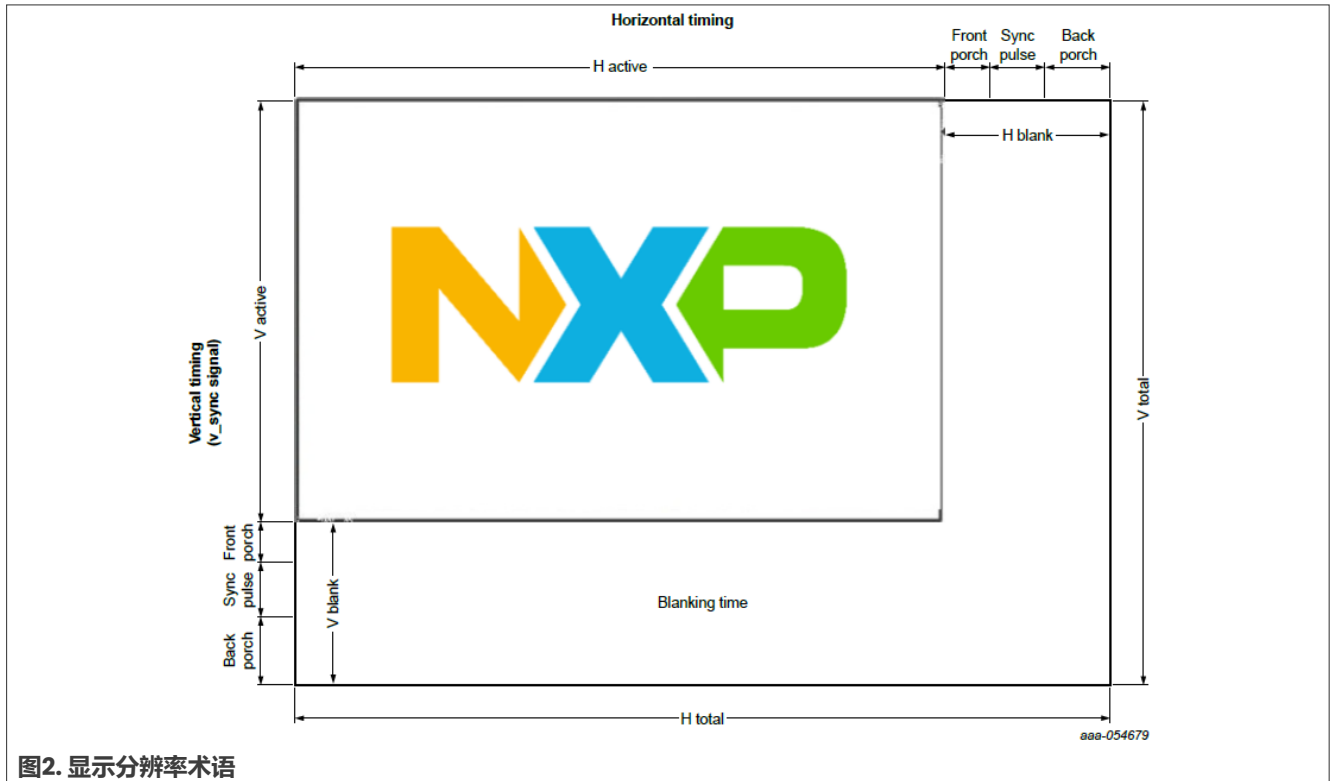 Horizontal timing
Front porch
Sync pulse
Back porch
H active
H blank
NXP
V active
Vertical timing
(v_sync signal)
V total
Front porch
Sync pulse
Back porch
V blank
Blanking time
H total
aaa-054679
图2. 显示分辨率术语